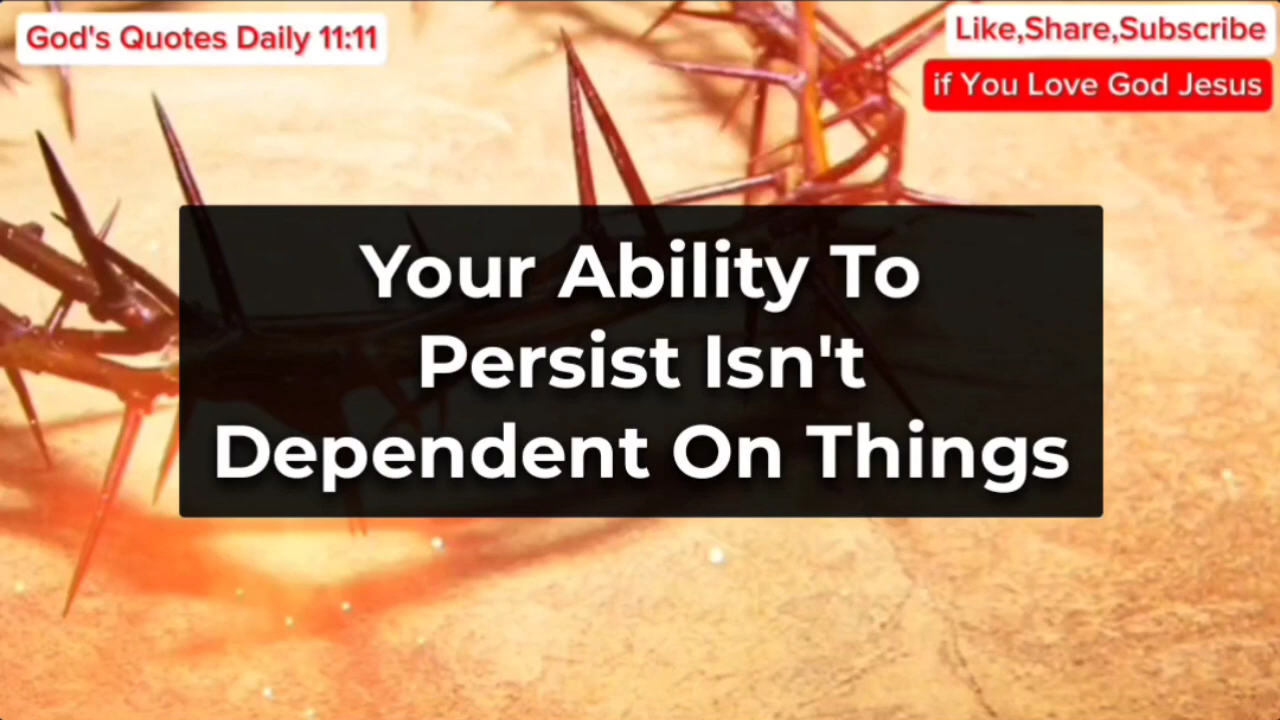 God's Quotes Daily 11:11
Like,Share,Subscribe
if You Love God Jesus
Your Ability To
Persist Isn't
Dependent On Things